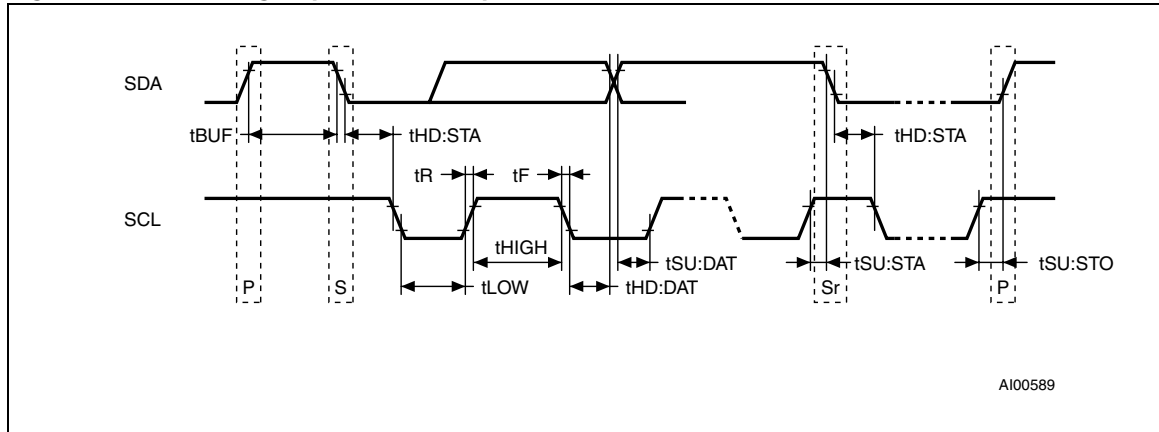 SDA
tBUF
tHD:STA
tHD:STA
tR
tF
SCL
tHIGH
tSU:DAT
tSU:STA
tSU:STO
P
S
tLOW
tHD:DAT
Sr
P
AI00589